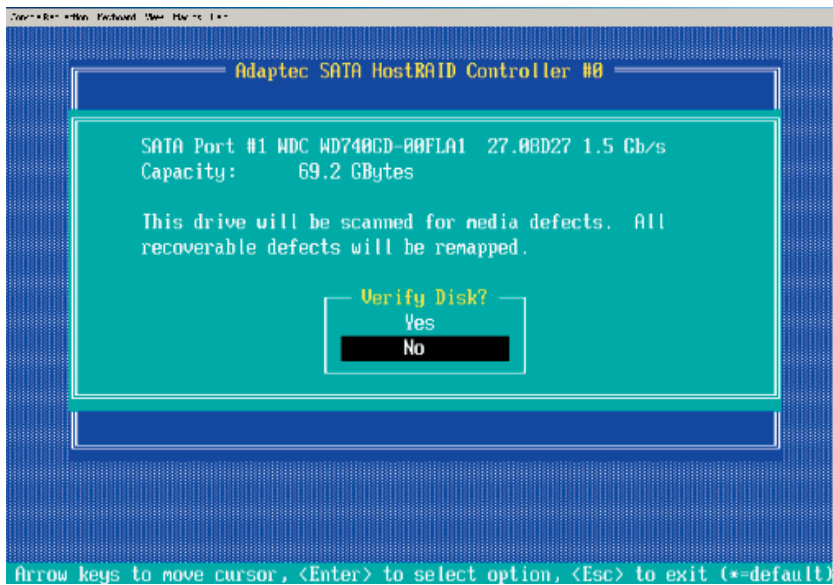 Keyboard
Adaptec SATA HostRAID Controller #0
SATA Port #1 WDC WD740GD-00FLA1 27.08D27 1.5 Gb/s
Capacity: 69.2 GBytes
This drive will be scanned for media defects. All
recoverable defects will be remapped.
Verify Disk?
Yes
No
Arrow keys to move cursor, <Enter> to select option, <Esc> to exit (*=default)